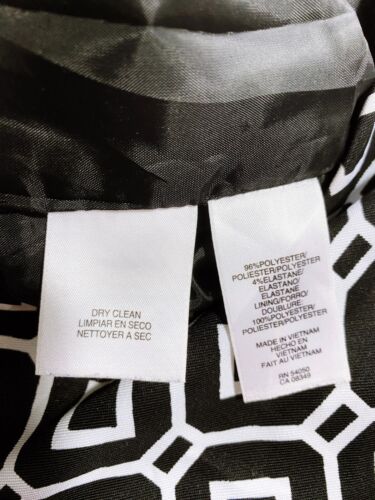 DRY CLEAN
LIMPIAR EN SECO
NETTOYER A SEC
96%POLYESTER/
POLIESTER/POLYESTER
4%ELASTANE/
ELASTANO/
ELASTANE
LINING/FORRO/
DOUBLURE
100%POLYESTER/
POLIESTER/POLYESTER
MADE IN VIETNAM
HECHO EN
VIETNAM
FAIT AU VIETNAM
RN 54050
CA 08349